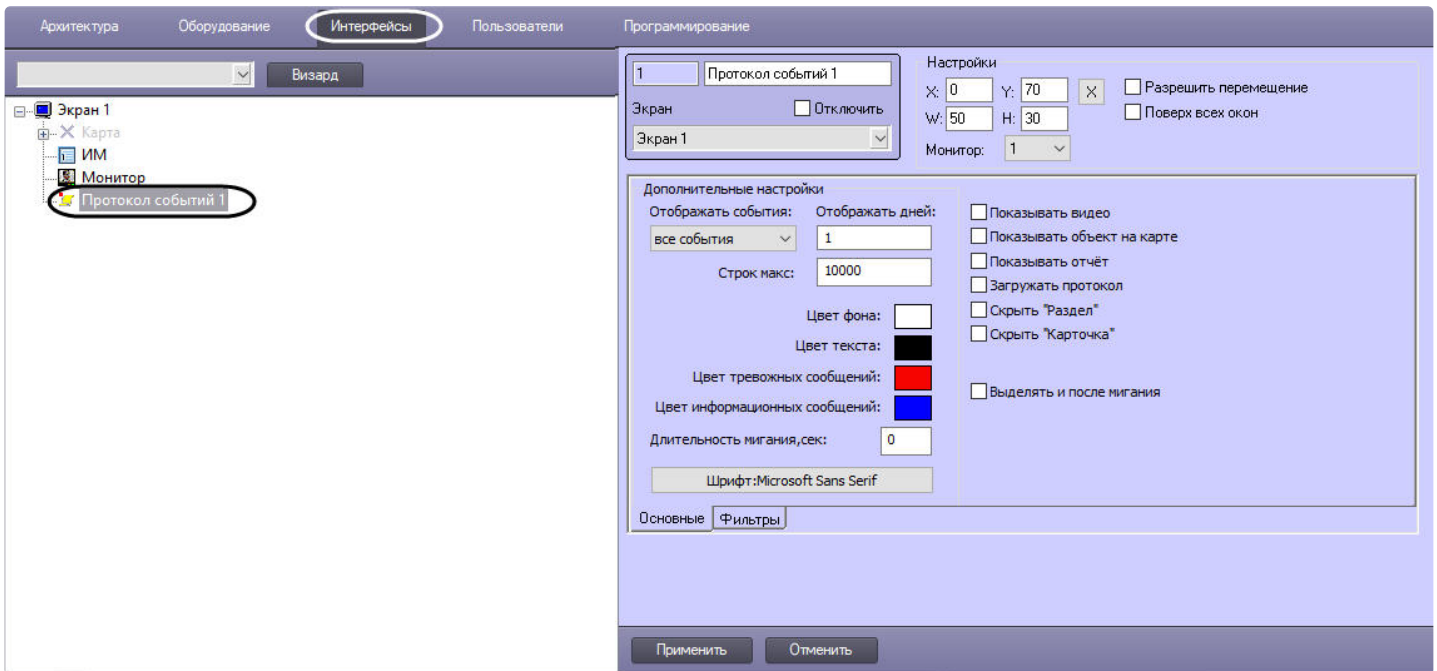 Архитектура Оборудование Интерфейсы Пользователи Программирование
Визард
Экран 1
Карта
ИМ
Монитор
Протокол событий 1
1 Протокол событий 1
Экран Отключить
Экран 1
Настройки
X: 0 Y: 70 X Разрешить перемещение
W: 50 H: 30 Поверх всех окон
Монитор: 1
Дополнительные настройки
Отображать события: Отображать дней:
все события 1
Строк макс: 10000
Цвет фона:
Цвет текста:
Цвет тревожных сообщений:
Цвет информационных сообщений:
Длительность мигания,сек: 0
Шрифт:Microsoft Sans Serif
Показывать видео
Показывать объект на карте
Показывать отчёт
Загружать протокол
Скрыть "Раздел"
Скрыть "Карточка"
Выделять и после мигания
Основные Фильтры
Применить Отменить